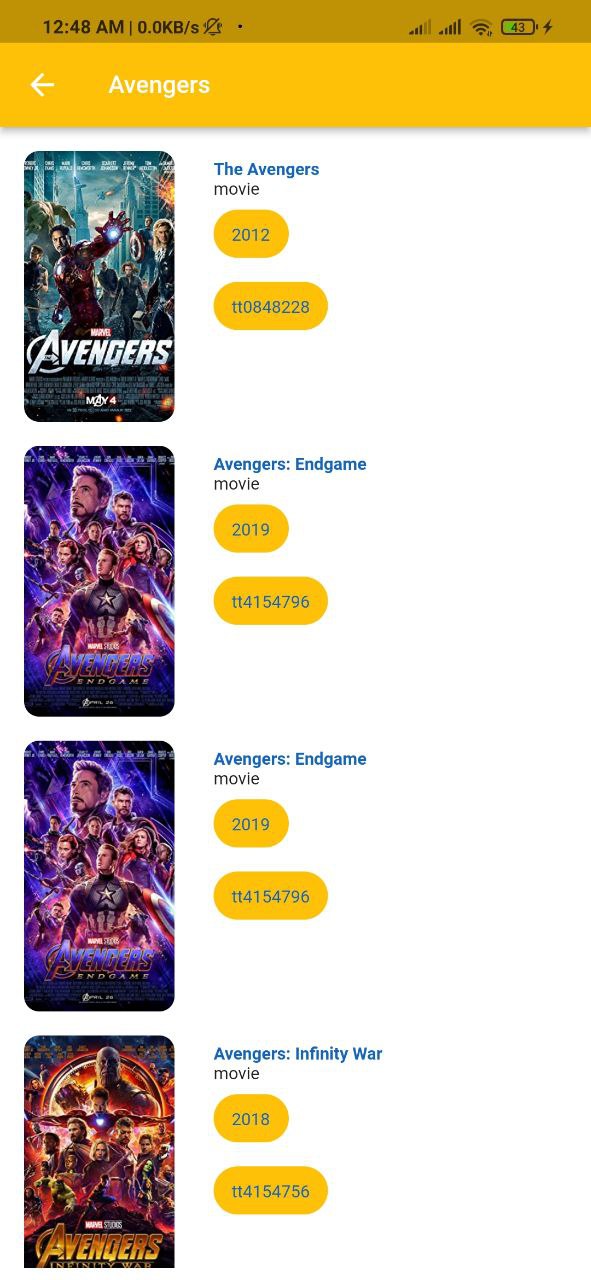 12:48 AM | 0.0KB/s
43
Avengers
The Avengers
movie
2012
tt0848228
MARVEL
THE AVENGERS
MAY 4
Avengers: Endgame
movie
2019
tt4154796
MARVEL STUDIOS
AVENGERS
ENDGAME
APRIL 26
Avengers: Endgame
movie
2019
tt4154796
MARVEL STUDIOS
AVENGERS
ENDGAME
APRIL 26
Avengers: Infinity War
movie
2018
tt4154756
MARVEL STUDIOS
AVENGERS
INFINITY WAR